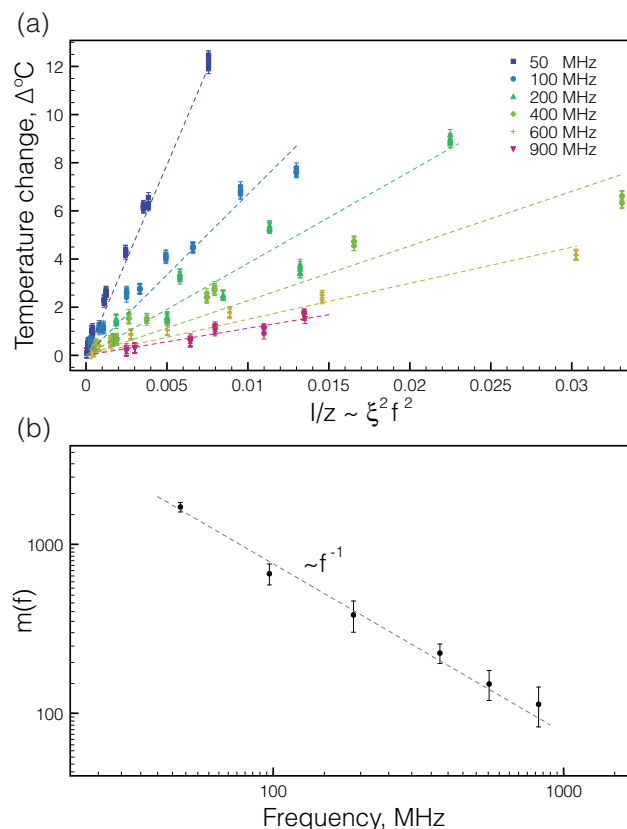 (a)
Temperature change, ΔºC
12
10
8
6
4
2
0
50 MHz
100 MHz
200 MHz
400 MHz
600 MHz
900 MHz
0 0.005 0.01 0.015 0.02 0.025 0.03
I/z ~ ξ²f²
(b)
m(f)
1000
100
~f⁻¹
100 1000
Frequency, MHz